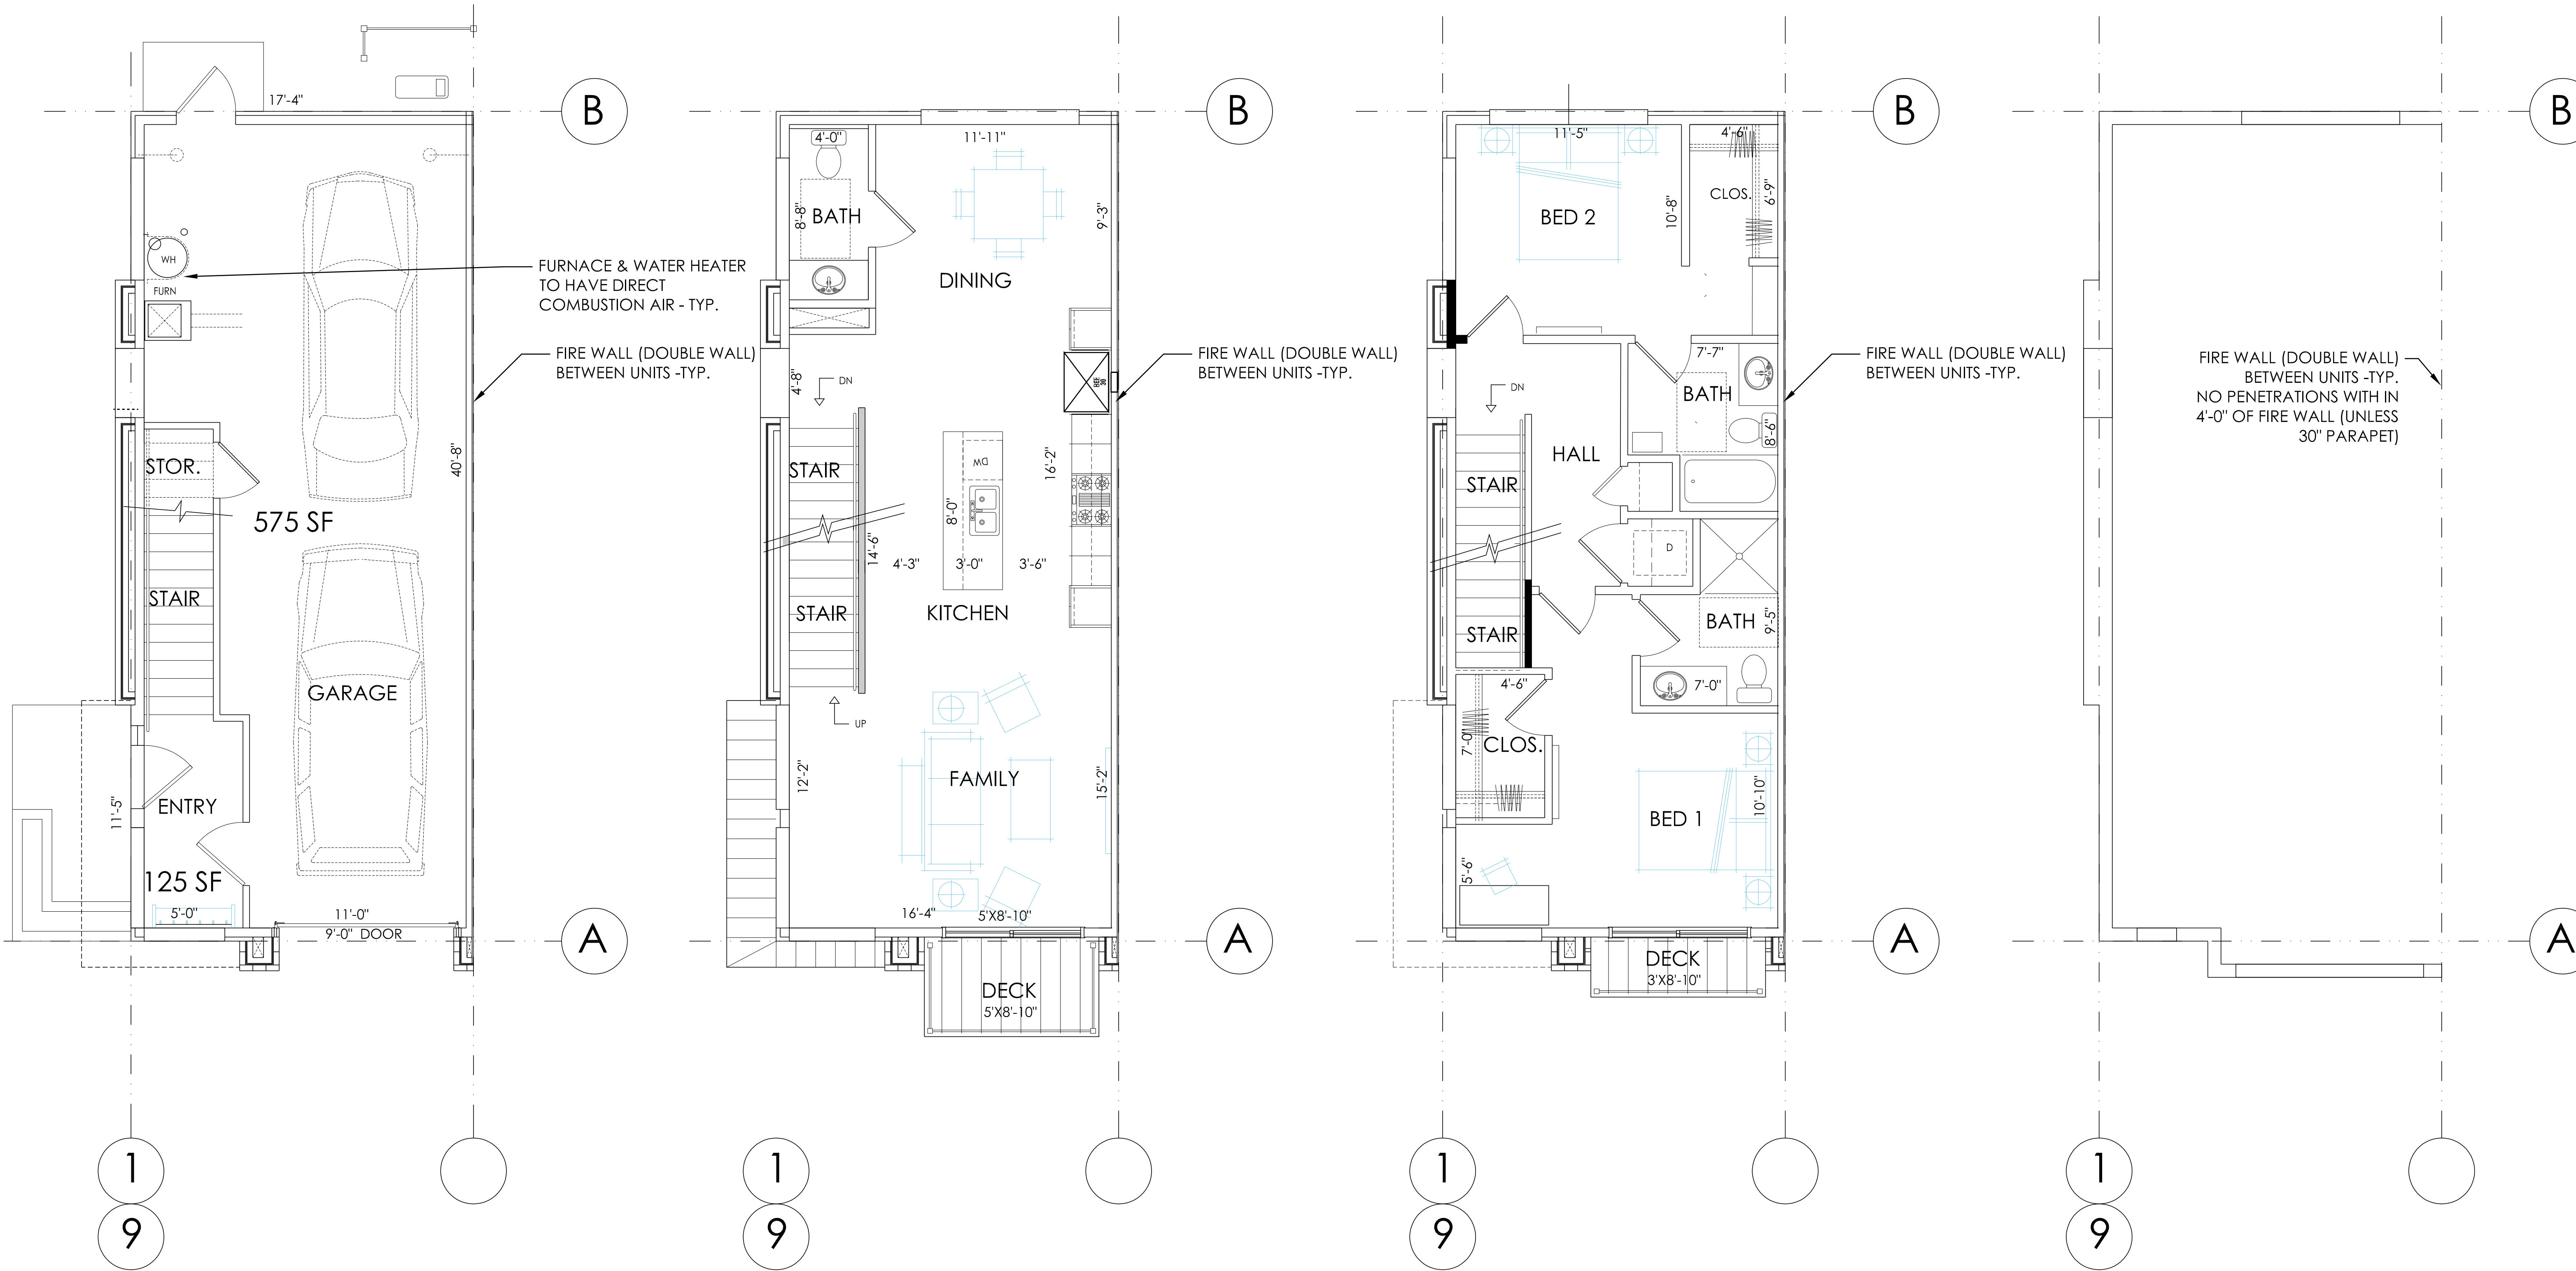 17'-4"
B
WH
FURN
FURNACE & WATER HEATER
TO HAVE DIRECT
COMBUSTION AIR - TYP.
FIRE WALL (DOUBLE WALL)
BETWEEN UNITS -TYP.
40'-8"
STOR.
575 SF
STAIR
GARAGE
11'-5"
ENTRY
125 SF
5'-0"
11'-0"
9'-0" DOOR
A
1
9
4'-0"
11'-11"
B
8'-8"
BATH
9'-3"
DINING
FIRE WALL (DOUBLE WALL)
BETWEEN UNITS -TYP.
4'-8"
DN
REF
30
STAIR
DW
16'-2"
8'-0"
14'-6"
4'-3"
3'-0"
3'-6"
STAIR
KITCHEN
UP
12'-2"
FAMILY
15'-2"
16'-4"
5'X8'-10"
A
DECK
5'X8'-10"
1
9
11'-5"
4'-6"
B
CLOS.
6'-9"
BED 2
10'-8"
7'-7"
FIRE WALL (DOUBLE WALL)
BETWEEN UNITS -TYP.
DN
BATH
8'-6"
HALL
STAIR
D
STAIR
BATH
9'-5"
4'-6"
7'-0"
7'-0"
CLOS.
10'-10"
BED 1
5'-6"
A
DECK
3'X8'-10"
1
9
B
FIRE WALL (DOUBLE WALL)
BETWEEN UNITS -TYP.
NO PENETRATIONS WITH IN
4'-0" OF FIRE WALL (UNLESS
30" PARAPET)
A
1
9